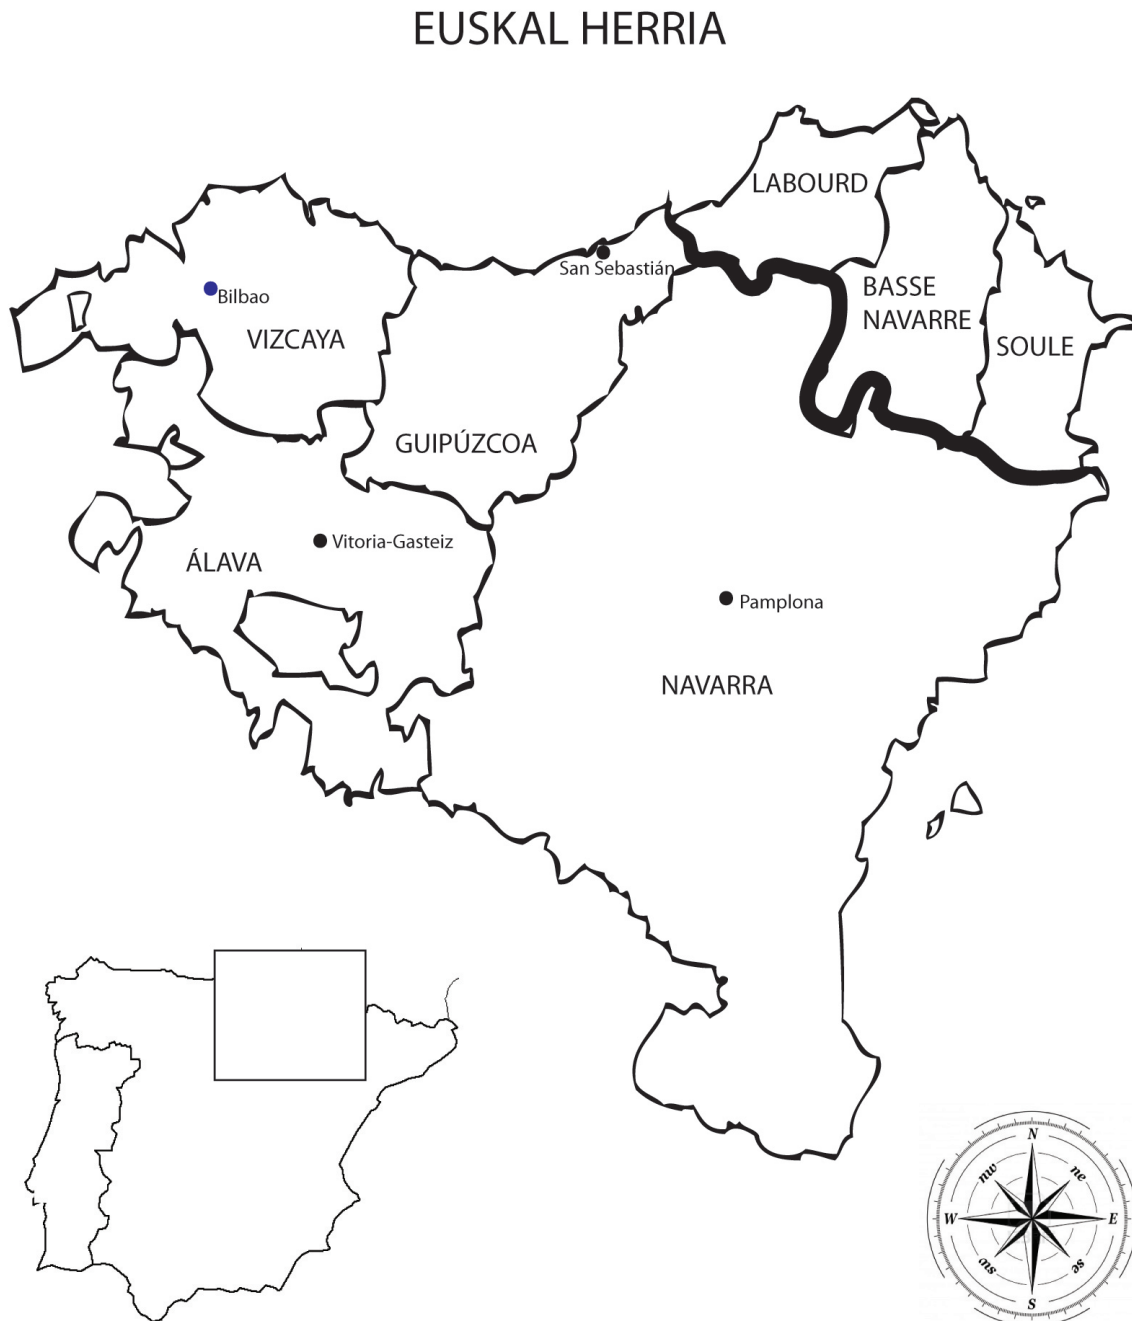 EUSKAL HERRIA
LABOURD
San Sebastián
Bilbao
BASSE
NAVARRE
VIZCAYA
SOULE
GUIPÚZCOA
Vitoria-Gasteiz
ÁLAVA
Pamplona
NAVARRA
N
nw
ne
W
E
sw
se
S